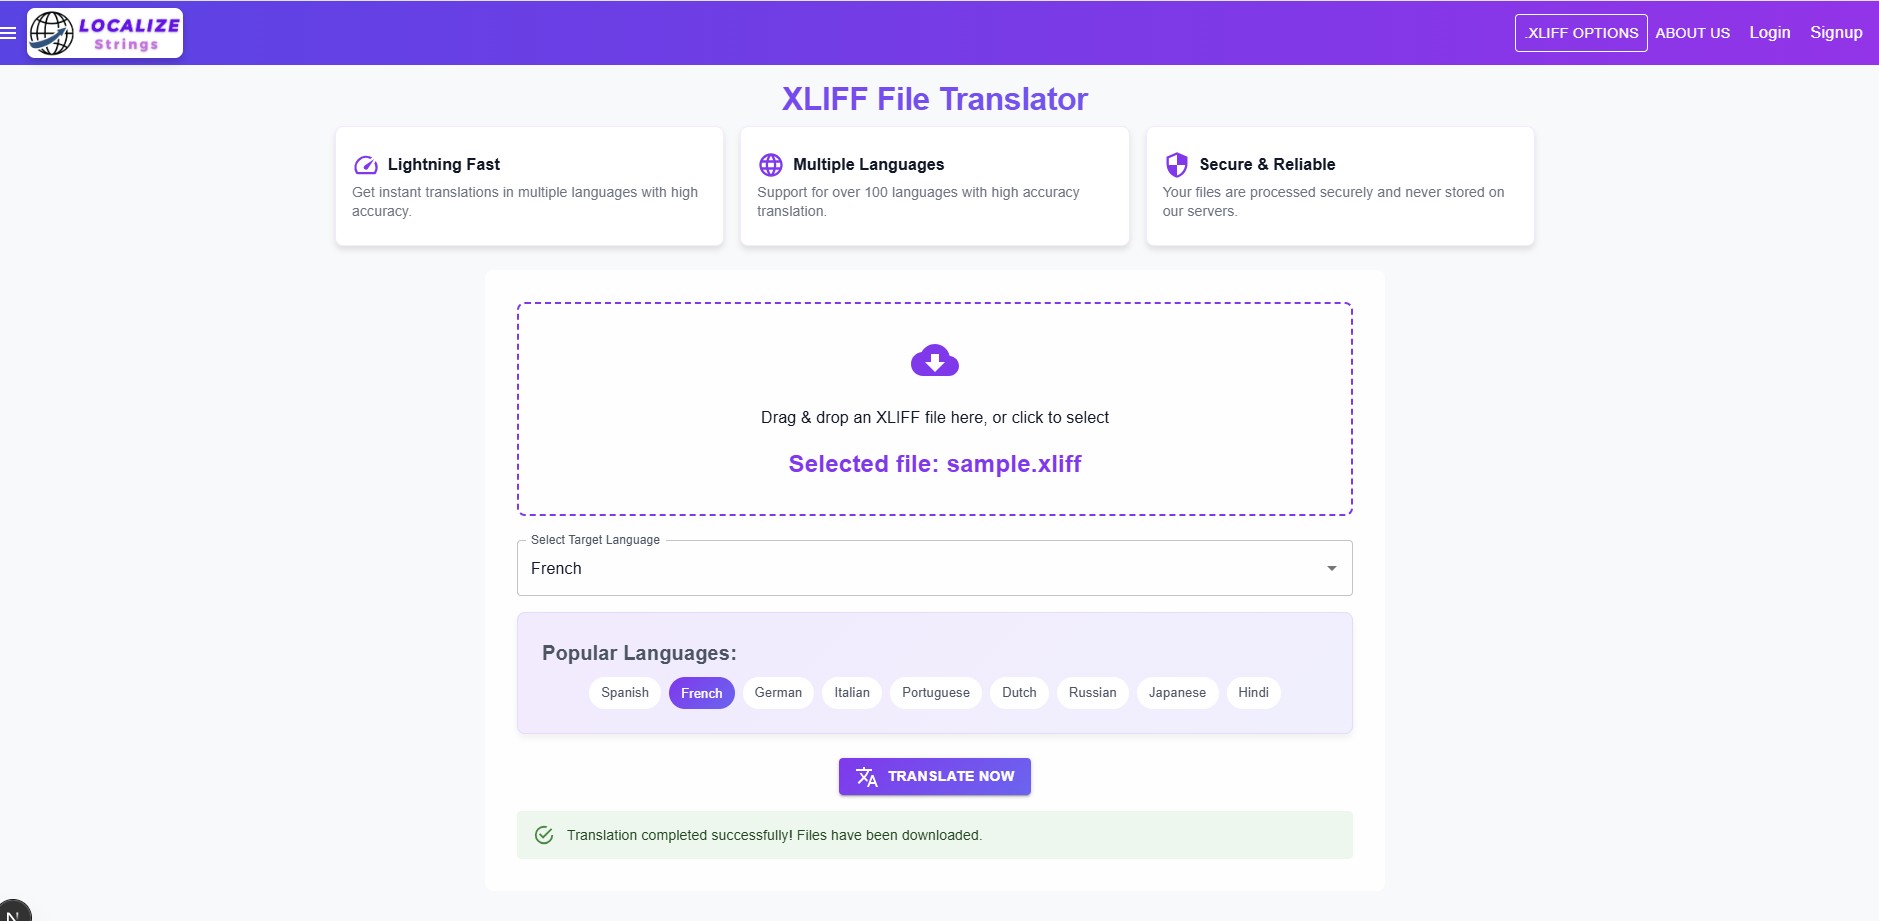 LOCALIZE
Strings
.XLIFF OPTIONS ABOUT US Login Signup
XLIFF File Translator
Lightning Fast
Get instant translations in multiple languages with high
accuracy.
Multiple Languages
Support for over 100 languages with high accuracy
translation.
Secure & Reliable
Your files are processed securely and never stored on
our servers.
Drag & drop an XLIFF file here, or click to select
Selected file: sample.xliff
Select Target Language
French
Popular Languages:
Spanish French German Italian Portuguese Dutch Russian Japanese Hindi
TRANSLATE NOW
Translation completed successfully! Files have been downloaded.
N